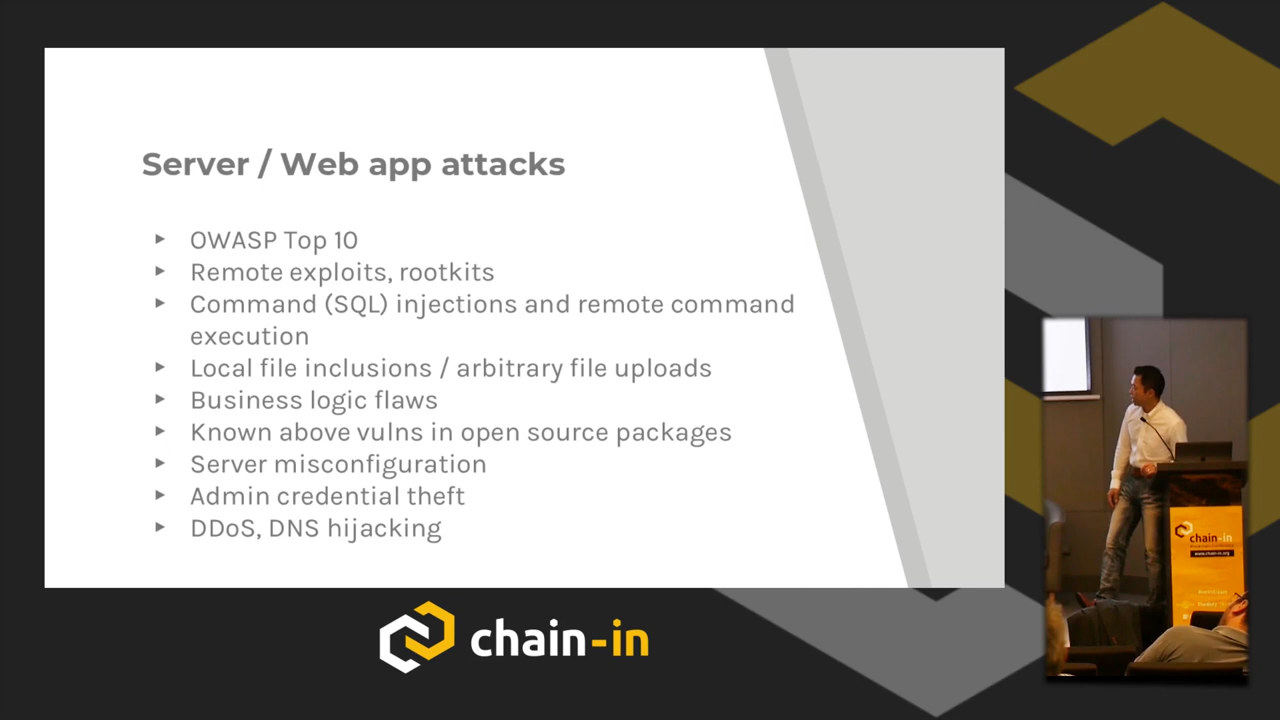 Server / Web app attacks
▸ OWASP Top 10
▸ Remote exploits, rootkits
▸ Command (SQL) injections and remote command
execution
▸ Local file inclusions / arbitrary file uploads
▸ Business logic flaws
▸ Known above vulns in open source packages
▸ Server misconfiguration
▸ Admin credential theft
▸ DDoS, DNS hijacking
chain-in
chain-in
www.chain-in.org